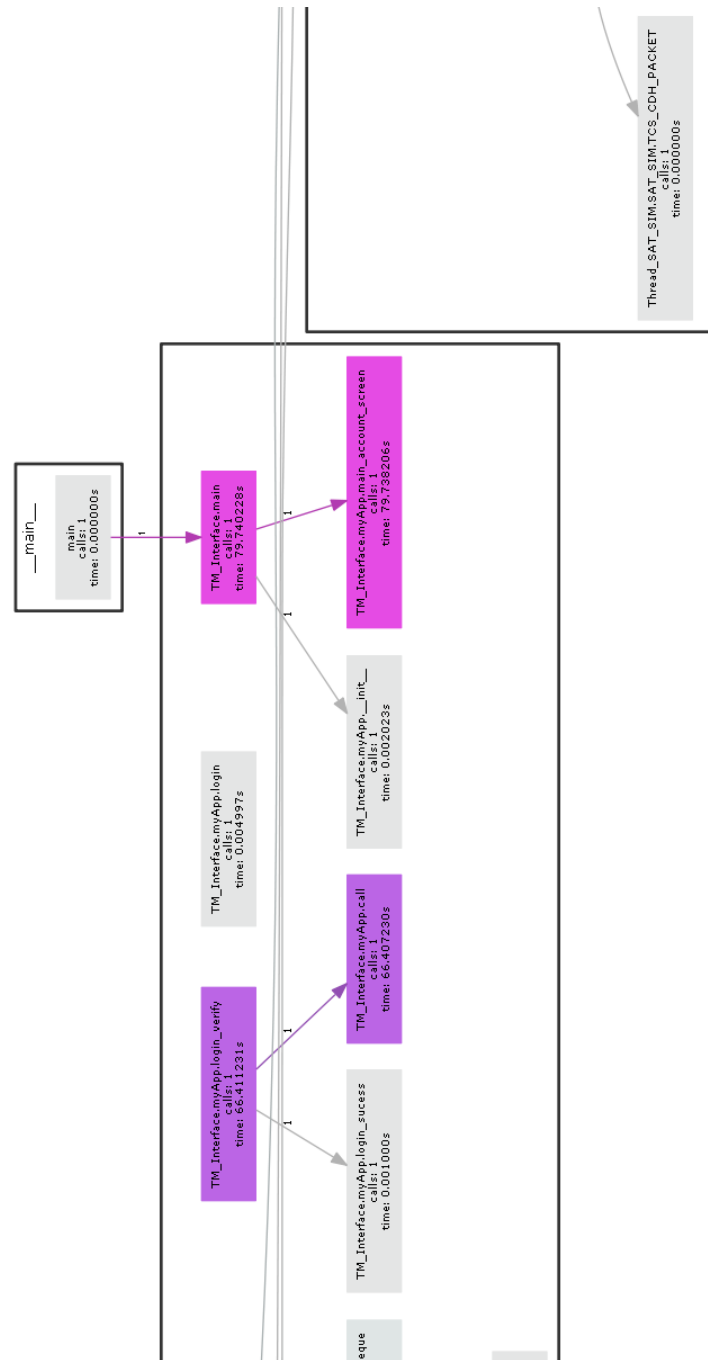 Thread_SAT_SIM.SAT_SIM.TCS_CDH_PACKET
calls: 1
time: 0.000000s
__main__
main
calls: 1
time: 0.000000s
1
TM_Interface.main
calls: 1
time: 79.740228s
1
TM_Interface.myApp.main_account_screen
calls: 1
time: 79.738206s
1
TM_Interface.myApp.__init__
calls: 1
time: 0.002023s
TM_Interface.myApp.login
calls: 1
time: 0.004997s
TM_Interface.myApp.login_verify
calls: 1
time: 66.411231s
1
TM_Interface.myApp.call
calls: 1
time: 66.407230s
1
TM_Interface.myApp.login_sucess
calls: 1
time: 0.001000s
eque